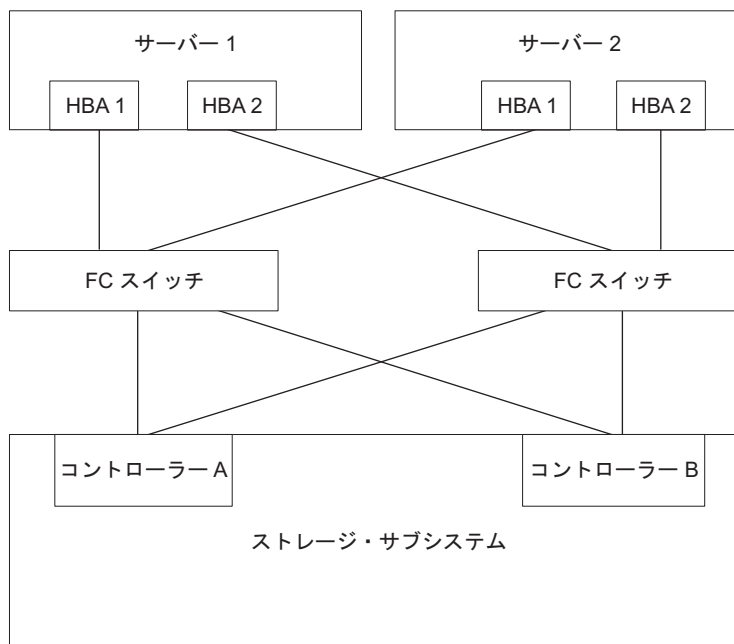 サーバー 1
サーバー 2
HBA 1
HBA 2
HBA 1
HBA 2
FC スイッチ
FC スイッチ
コントローラー A
コントローラー B
ストレージ・サブシステム